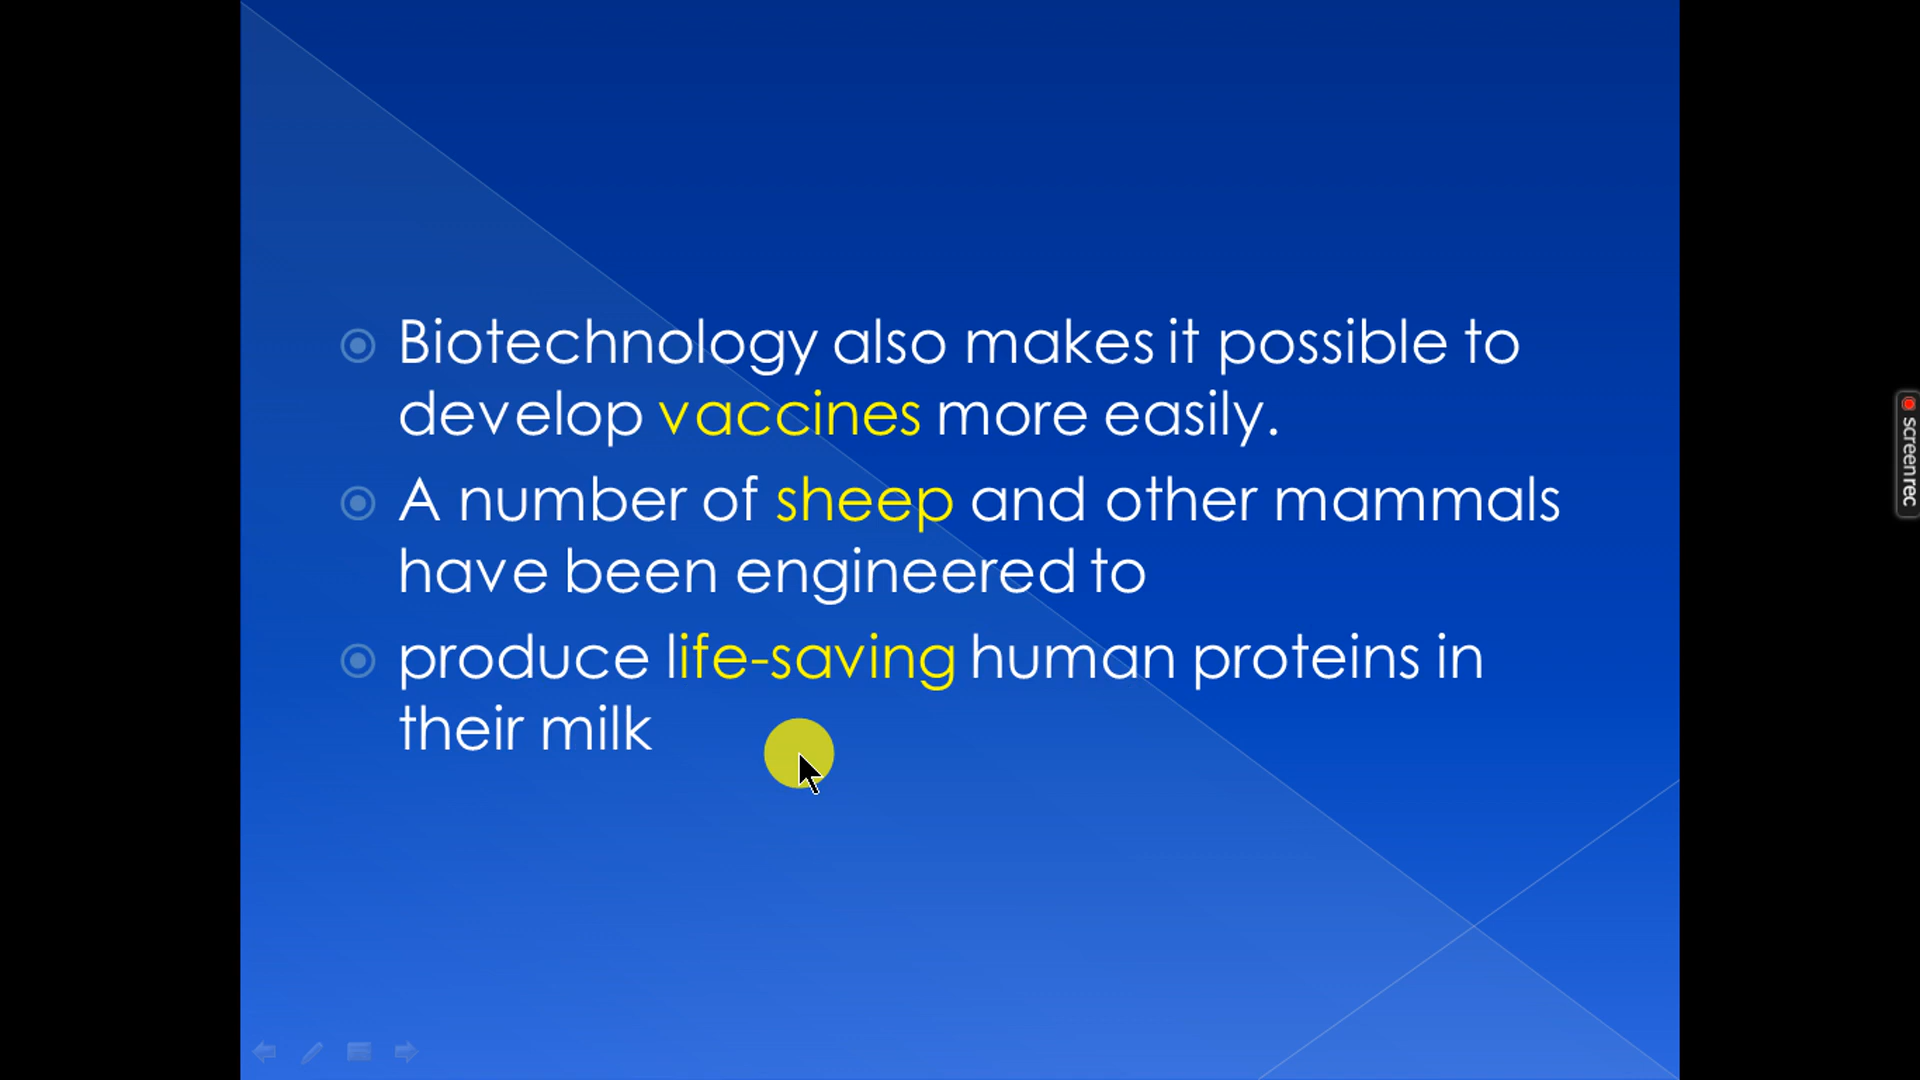 Biotechnology also makes it possible to
develop vaccines more easily.
A number of sheep and other mammals
have been engineered to
produce life-saving human proteins in
their milk
screenrec